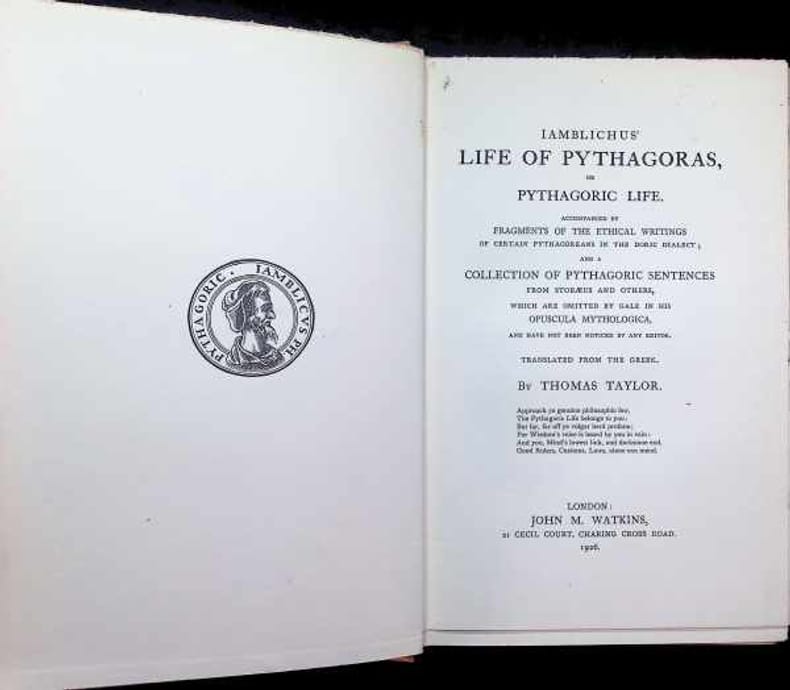 PYTHAGORIC · IAMBLICVS PH
IAMBLICHUS'
LIFE OF PYTHAGORAS,
OR
PYTHAGORIC LIFE.
ACCOMPANIED BY
FRAGMENTS OF THE ETHICAL WRITINGS
OF CERTAIN PYTHAGOREANS IN THE DORIC DIALECT;
AND A
COLLECTION OF PYTHAGORIC SENTENCES
FROM STOBÆUS AND OTHERS,
WHICH ARE OMITTED BY GALE IN HIS
OPUSCULA MYTHOLOGICA,
AND HAVE NOT BEEN NOTICED BY ANY EDITOR.
TRANSLATED FROM THE GREEK.
BY THOMAS TAYLOR.
Approach ye genuine philosophic few,
The Pythagoric Life belongs to you:
But far, far off ye vulgar herd profane;
For Wisdom's voice is heard by you in vain:
And you, Mind's lowest link, and darksome end,
Good Rulers, Customs, Laws, alone can mend.
LONDON:
JOHN M. WATKINS,
21 CECIL COURT, CHARING CROSS ROAD.
1926.